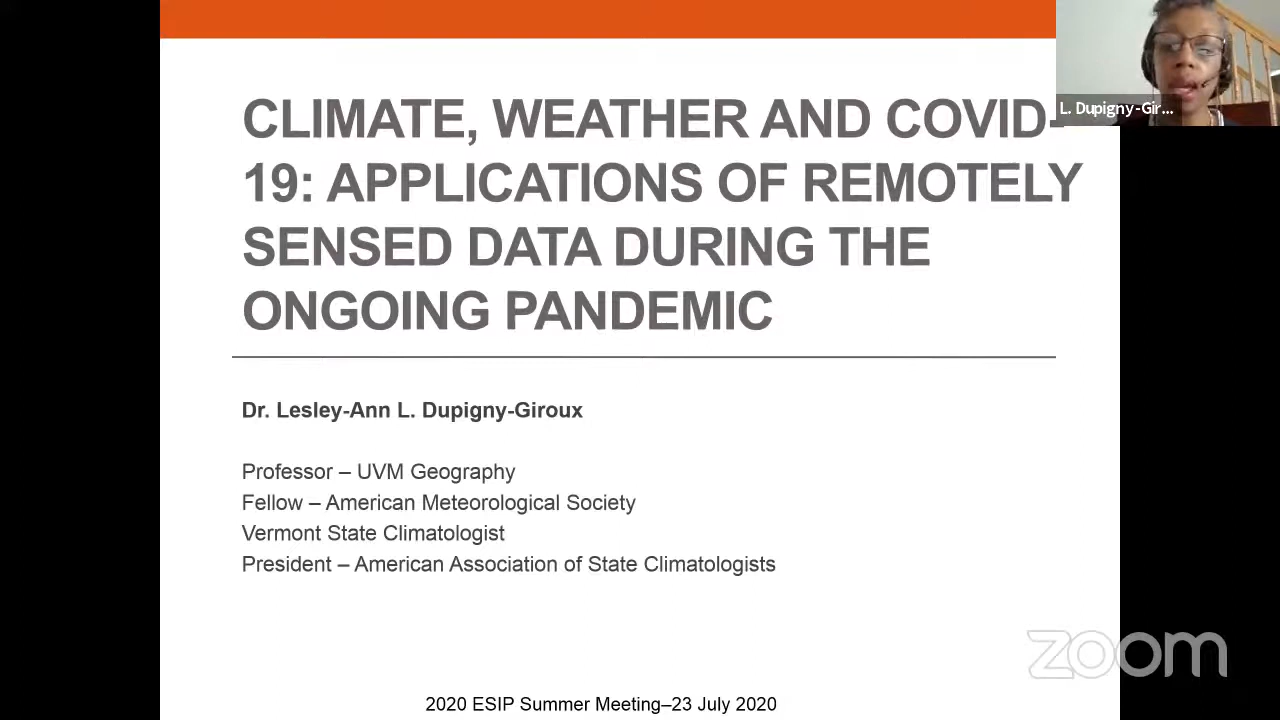 CLIMATE, WEATHER AND COVID-
19: APPLICATIONS OF REMOTELY
SENSED DATA DURING THE
ONGOING PANDEMIC
L. Dupigny-Gir...
Dr. Lesley-Ann L. Dupigny-Giroux
Professor – UVM Geography
Fellow – American Meteorological Society
Vermont State Climatologist
President – American Association of State Climatologists
zoom
2020 ESIP Summer Meeting–23 July 2020